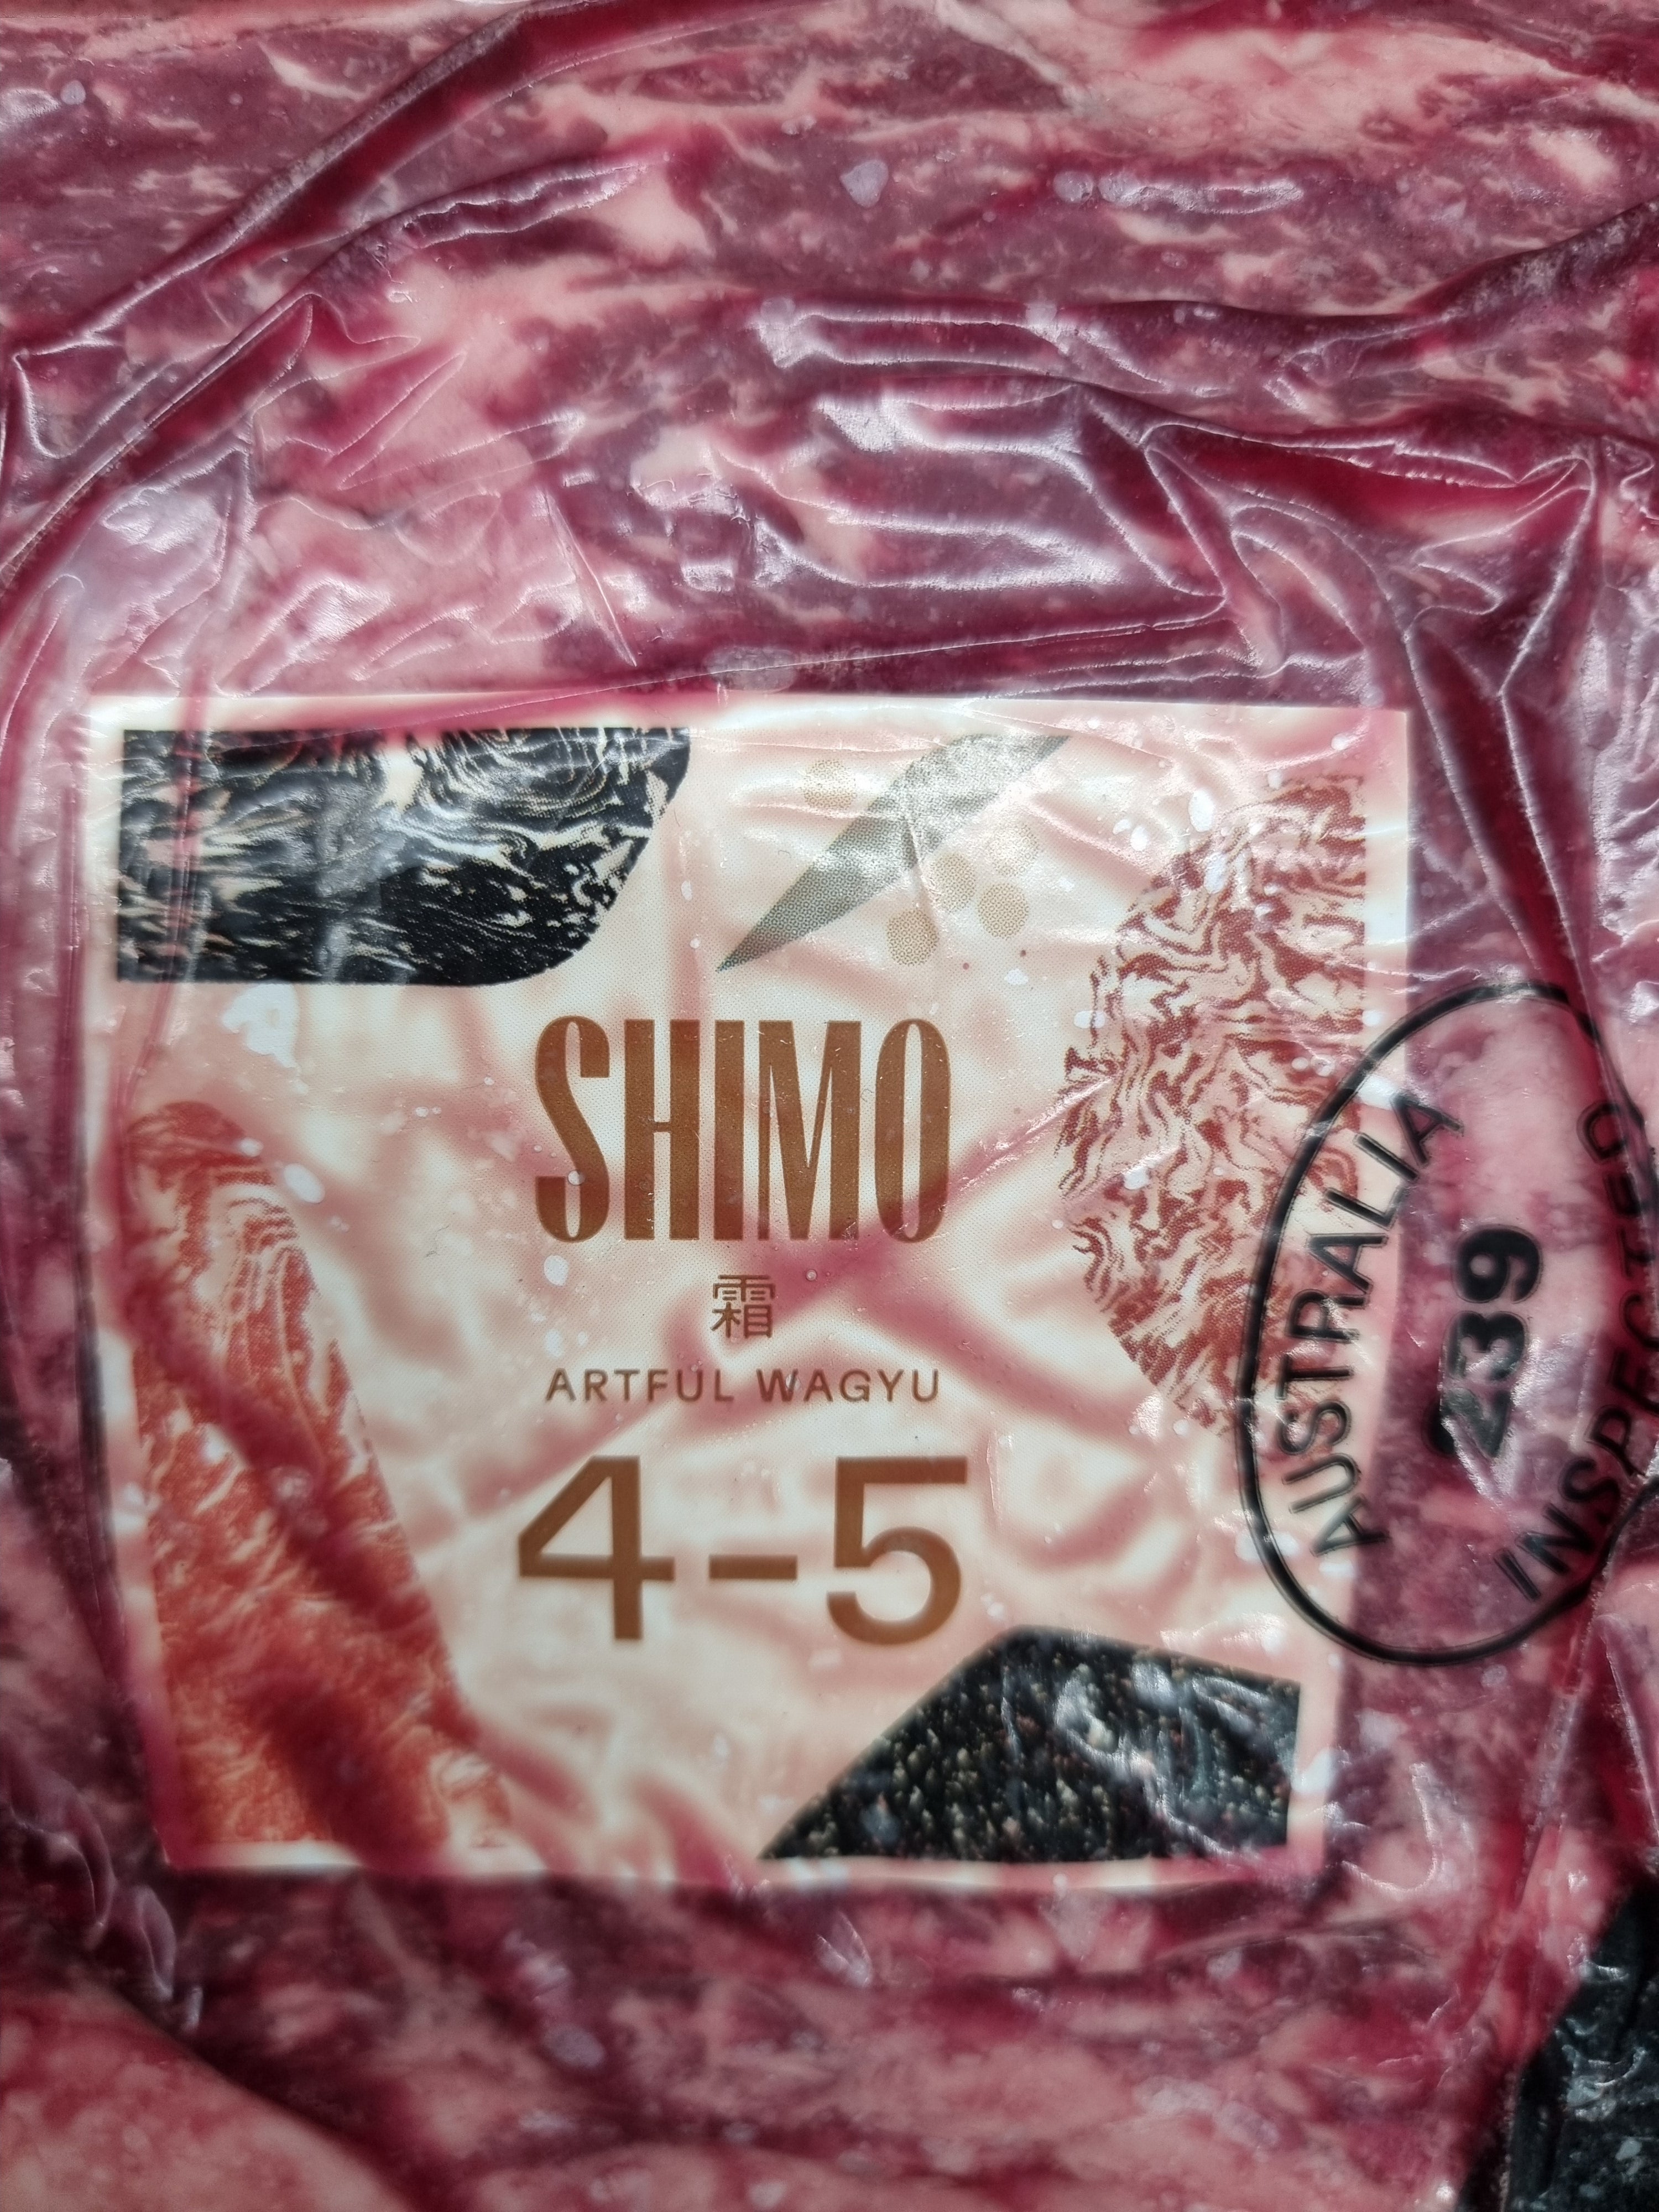 SHIMO
霜
ARTFUL WAGYU
4-5
AUSTRALIA
239
INSPECTED